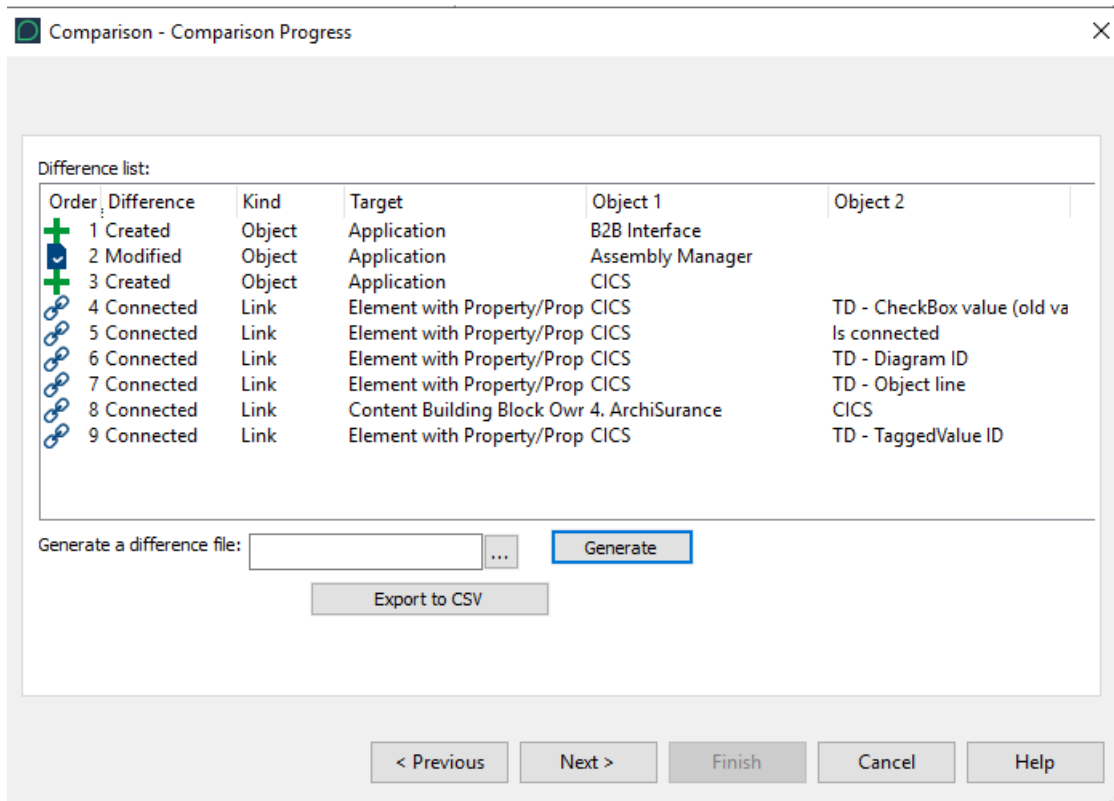 Comparison - Comparison Progress
Difference list:
Order Difference Kind Target Object 1 Object 2
1 Created Object Application B2B Interface
2 Modified Object Application Assembly Manager
3 Created Object Application CICS
4 Connected Link Element with Property/Prop CICS TD - CheckBox value (old va
5 Connected Link Element with Property/Prop CICS Is connected
6 Connected Link Element with Property/Prop CICS TD - Diagram ID
7 Connected Link Element with Property/Prop CICS TD - Object line
8 Connected Link Content Building Block Owr 4. ArchiSurance CICS
9 Connected Link Element with Property/Prop CICS TD - TaggedValue ID
Generate a difference file: ... Generate
Export to CSV
< Previous Next > Finish Cancel Help